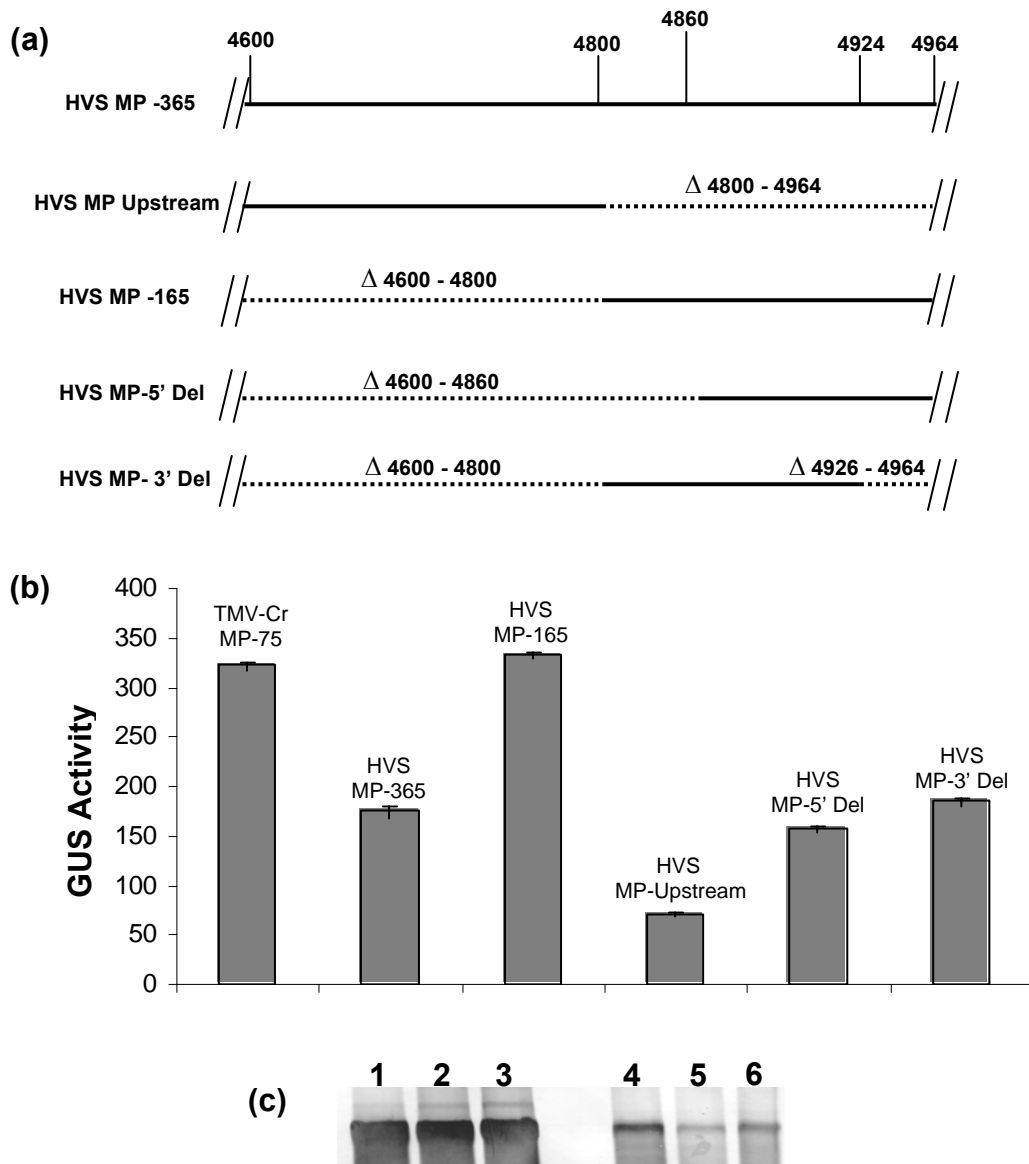 (a)
4600 4800 4860 4924 4964
HVS MP -365
HVS MP Upstream
Δ 4800 - 4964
HVS MP -165
Δ 4600 - 4800
HVS MP-5’ Del
Δ 4600 - 4860
HVS MP- 3’ Del
Δ 4600 - 4800 Δ 4926 - 4964
(b)
GUS Activity
400
350
300
250
200
150
100
50
0
TMV-Cr
MP-75
HVS
MP-365
HVS
MP-165
HVS
MP-Upstream
HVS
MP-5’ Del
HVS
MP-3’ Del
(c)
1 2 3 4 5 6